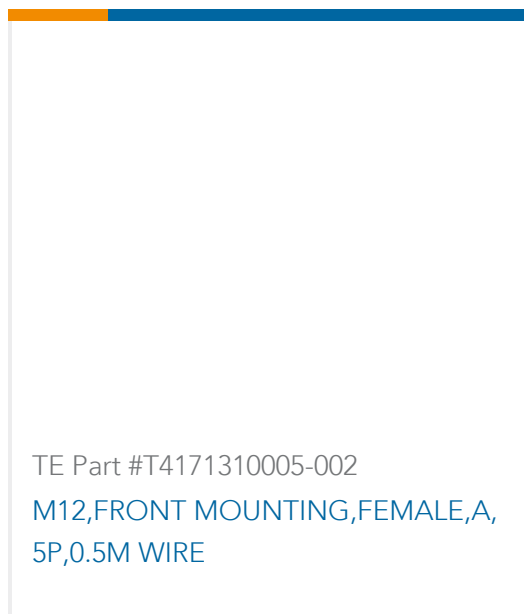 TE Part #T4171310005-002
M12,FRONT MOUNTING,FEMALE,A,
5P,0.5M WIRE